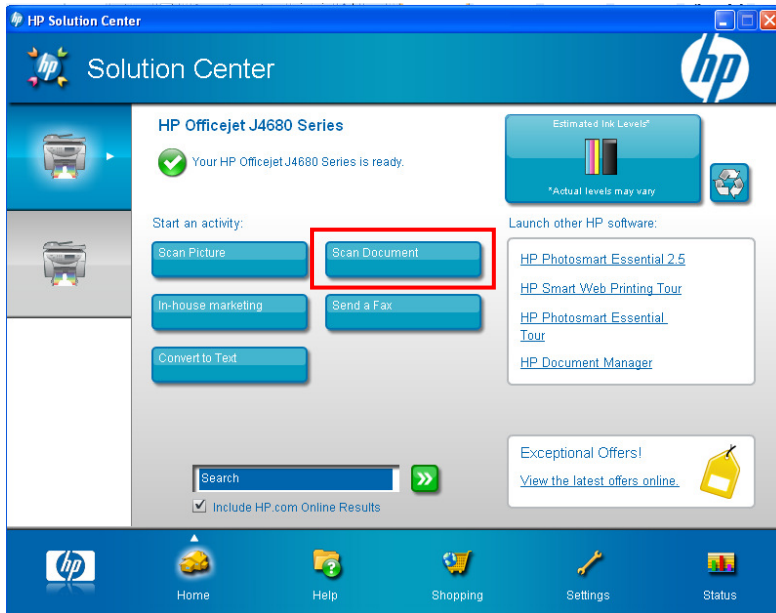 HP Solution Center
hp
Solution Center
hp
HP Officejet J4680 Series
Your HP Officejet J4680 Series is ready.
Estimated Ink Levels*
*Actual levels may vary
Start an activity:
Scan Picture
Scan Document
In-house marketing
Send a Fax
Convert to Text
Launch other HP software:
HP Photosmart Essential 2.5
HP Smart Web Printing Tour
HP Photosmart Essential
Tour
HP Document Manager
Search
Include HP.com Online Results
Exceptional Offers!
View the latest offers online.
hp
Home
Help
Shopping
Settings
Status